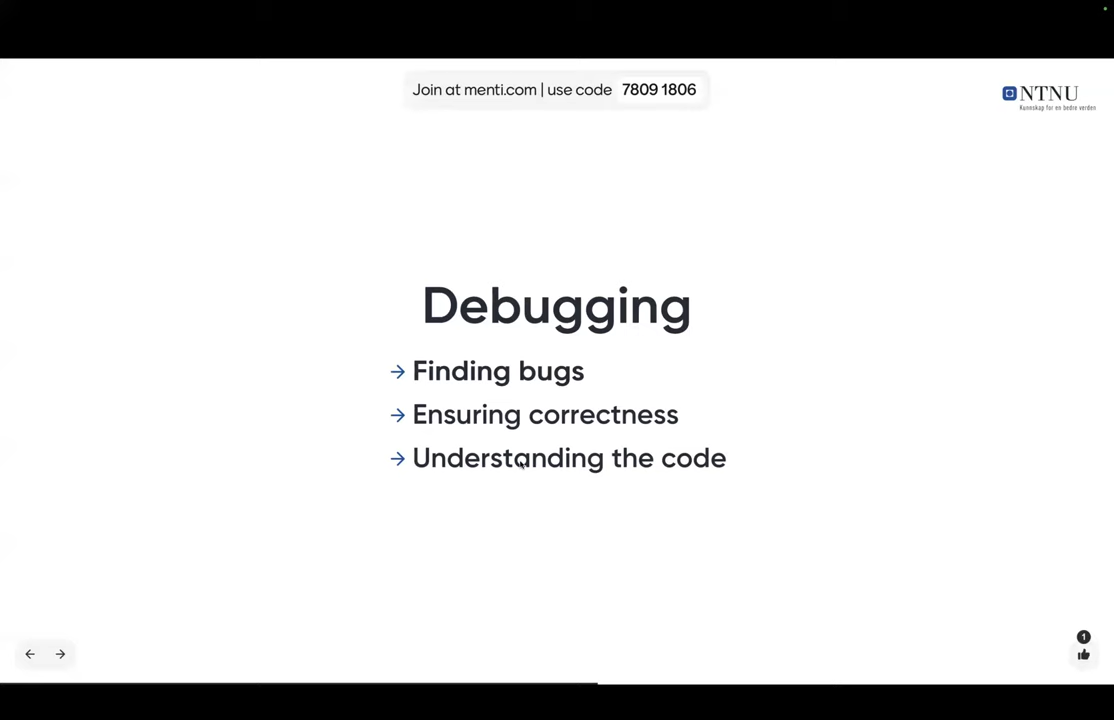 Join at menti.com | use code 7809 1806
NTNU
Kunnskap for en bedre verden
Debugging
→ Finding bugs
→ Ensuring correctness
→ Understanding the code
1